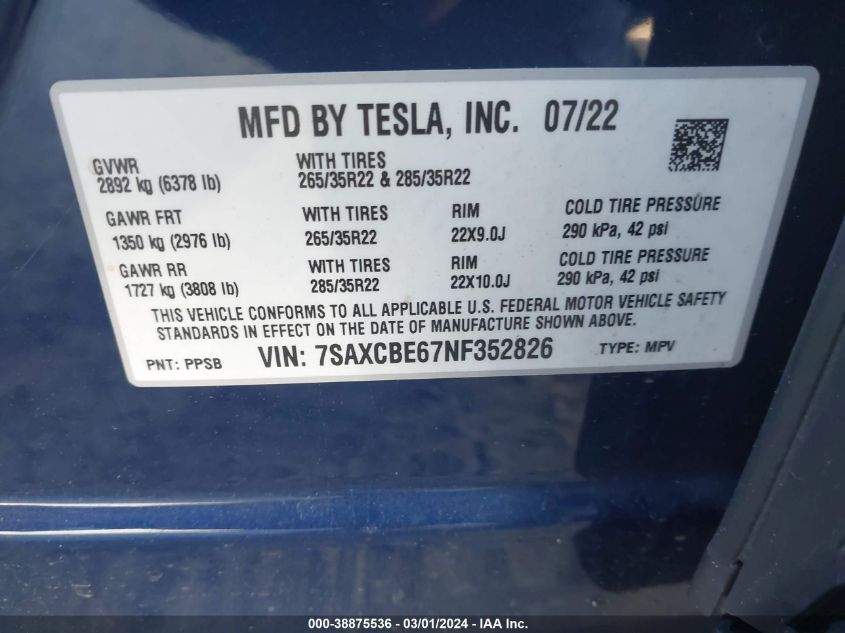 MFD BY TESLA, INC. 07/22
GVWR WITH TIRES
2892 kg (6378 lb) 265/35R22 & 285/35R22
GAWR FRT WITH TIRES RIM COLD TIRE PRESSURE
1350 kg (2976 lb) 265/35R22 22X9.0J 290 kPa, 42 psi
GAWR RR WITH TIRES RIM COLD TIRE PRESSURE
1727 kg (3808 lb) 285/35R22 22X10.0J 290 kPa, 42 psi
THIS VEHICLE CONFORMS TO ALL APPLICABLE U.S. FEDERAL MOTOR VEHICLE SAFETY
STANDARDS IN EFFECT ON THE DATE OF MANUFACTURE SHOWN ABOVE.
PNT: PPSB VIN: 7SAXCBE67NF352826 TYPE: MPV
000-38875536 - 03/01/2024 - IAA Inc.